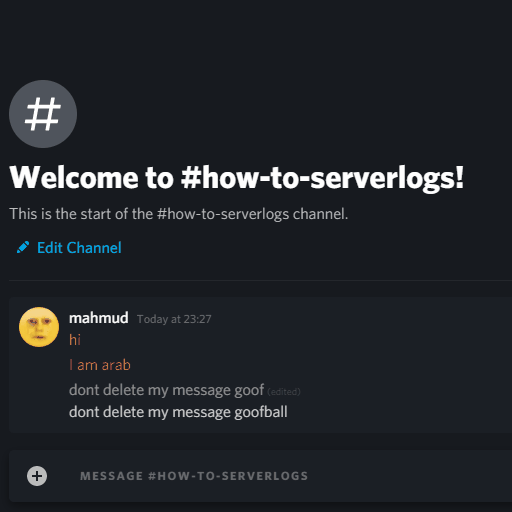 #
Welcome to #how-to-serverlogs!
This is the start of the #how-to-serverlogs channel.
Edit Channel
mahmud Today at 23:27
hi
I am arab
dont delete my message goof (edited)
dont delete my message goofball
MESSAGE #HOW-TO-SERVERLOGS